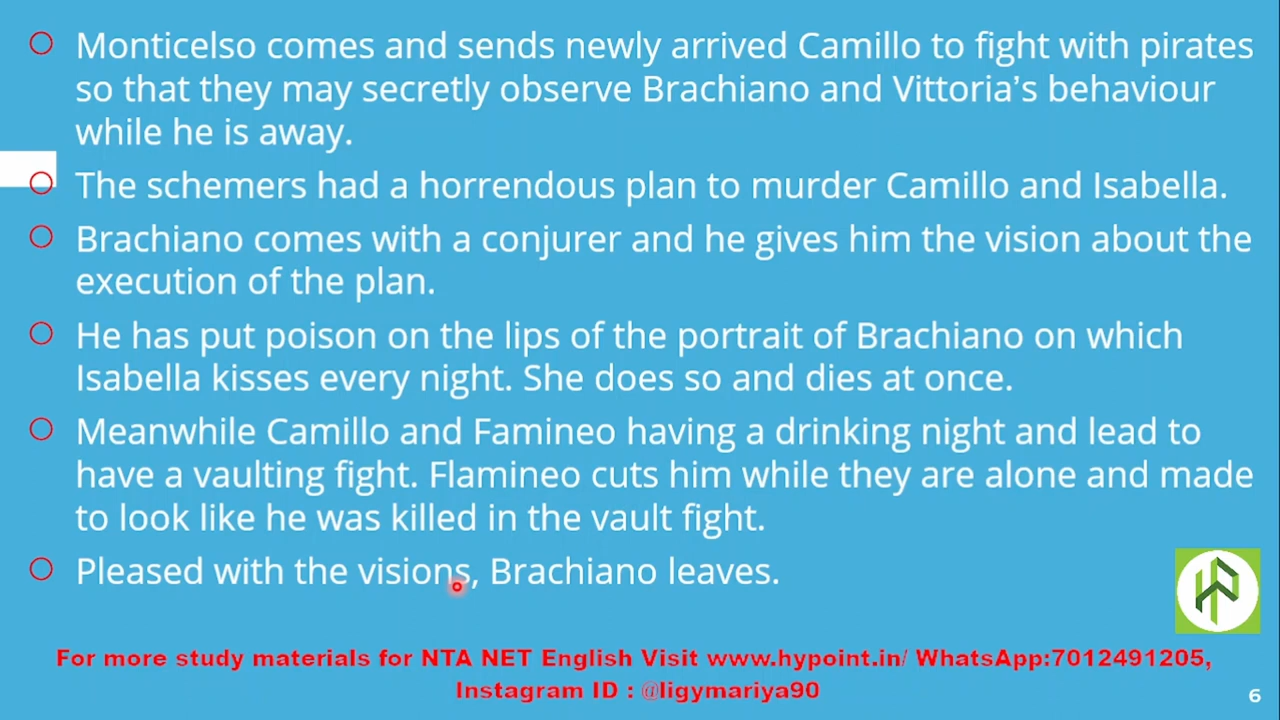 Monticelso comes and sends newly arrived Camillo to fight with pirates
so that they may secretly observe Brachiano and Vittoria's behaviour
while he is away.
The schemers had a horrendous plan to murder Camillo and Isabella.
Brachiano comes with a conjurer and he gives him the vision about the
execution of the plan.
He has put poison on the lips of the portrait of Brachiano on which
Isabella kisses every night. She does so and dies at once.
Meanwhile Camillo and Famineo having a drinking night and lead to
have a vaulting fight. Flamineo cuts him while they are alone and made
to look like he was killed in the vault fight.
Pleased with the visions, Brachiano leaves.
For more study materials for NTA NET English Visit www.hypoint.in/ WhatsApp:7012491205,
Instagram ID : @ligymariya90
6